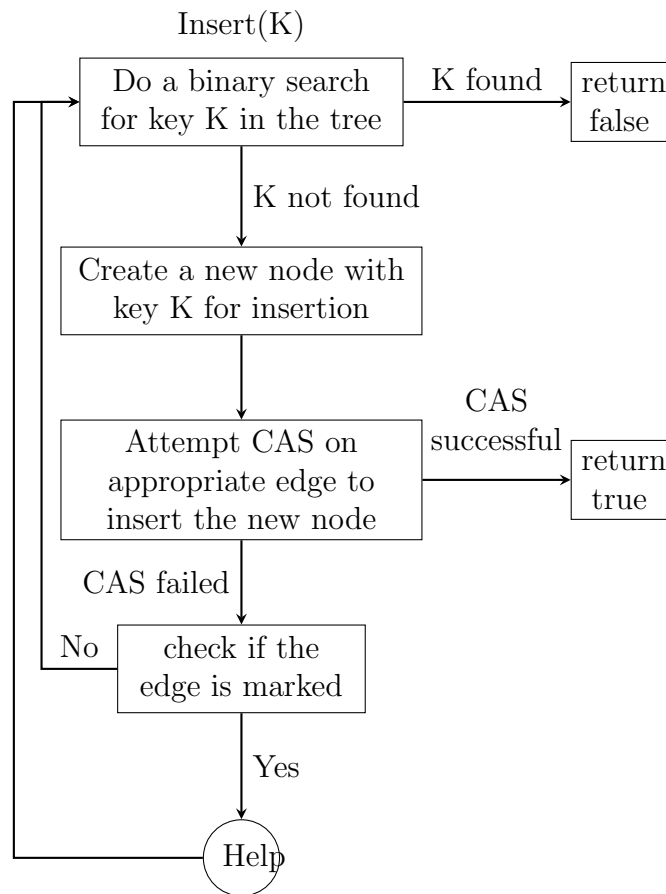 Insert(K)
Do a binary search
for key K in the tree
K found
return
false
K not found
Create a new node with
key K for insertion
Attempt CAS on
appropriate edge to
insert the new node
CAS
successful
return
true
CAS failed
No
check if the
edge is marked
Yes
Help